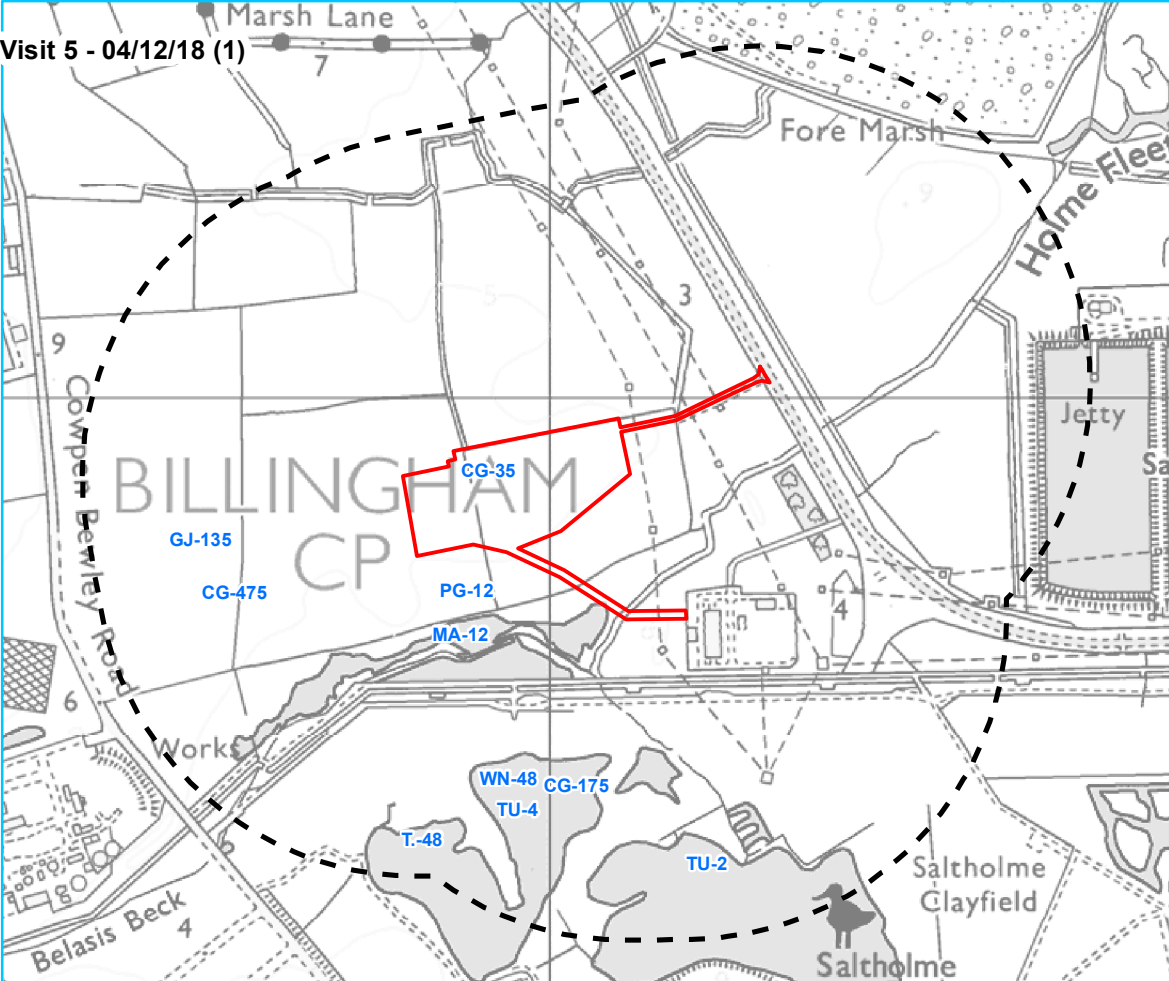 Marsh Lane
Visit 5 - 04/12/18 (1)
7
Fore Marsh
Holme Fleet
9
5
3
9
Jetty
Sa
Cowpen Bewley Road
BILLINGHAM
CP
CG-35
GJ-135
CG-475
PG-12
MA-12
4
6
Works
WN-48
CG-175
TU-4
T.-48
TU-2
Saltholme
Clayfield
Belasis Beck
4
Saltholme